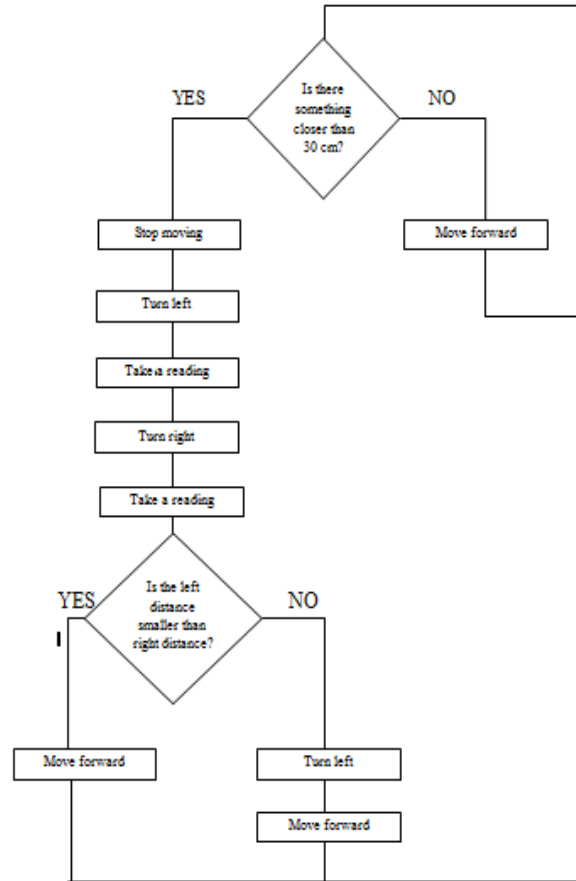 Is there
something
closer than
30 cm?
YES
NO
Stop moving
Move forward
Turn left
Take a reading
Turn right
Take a reading
Is the left
distance
smaller than
right distance?
YES
NO
Move forward
Turn left
Move forward